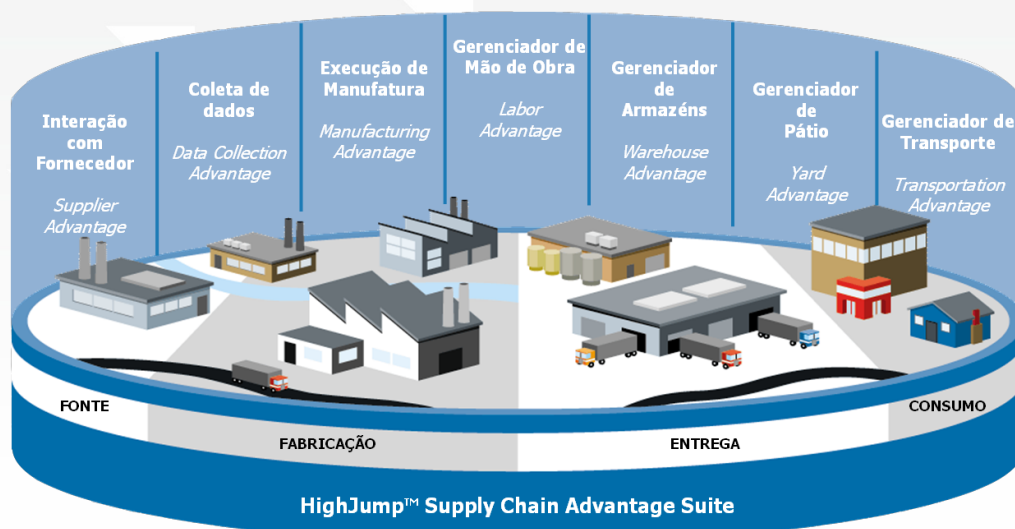 Interação
com
Fornecedor
Supplier
Advantage
Coleta de
dados
Data Collection
Advantage
Execução de
Manufatura
Manufacturing
Advantage
Gerenciador de
Mão de Obra
Labor
Advantage
Gerenciador
de
Armazéns
Warehouse
Advantage
Gerenciador
de
Pátio
Yard
Advantage
Gerenciador de
Transporte
Transportation
Advantage
FONTE
FABRICAÇÃO
ENTREGA
CONSUMO
HighJump™ Supply Chain Advantage Suite